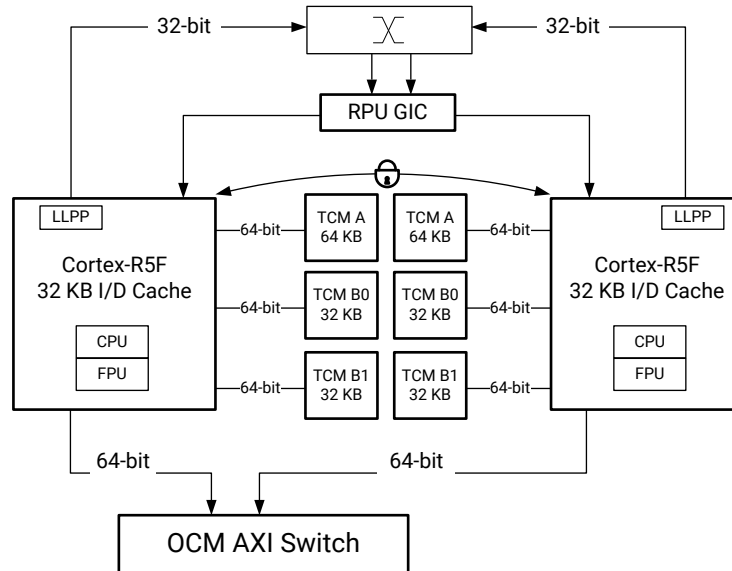 32-bit
32-bit
RPU GIC
LLPP
LLPP
Cortex-R5F
32 KB I/D Cache
CPU
FPU
64-bit
TCM A
64 KB
TCM A
64 KB
64-bit
64-bit
TCM B0
32 KB
TCM B0
32 KB
64-bit
64-bit
TCM B1
32 KB
TCM B1
32 KB
64-bit
Cortex-R5F
32 KB I/D Cache
CPU
FPU
64-bit
64-bit
OCM AXI Switch